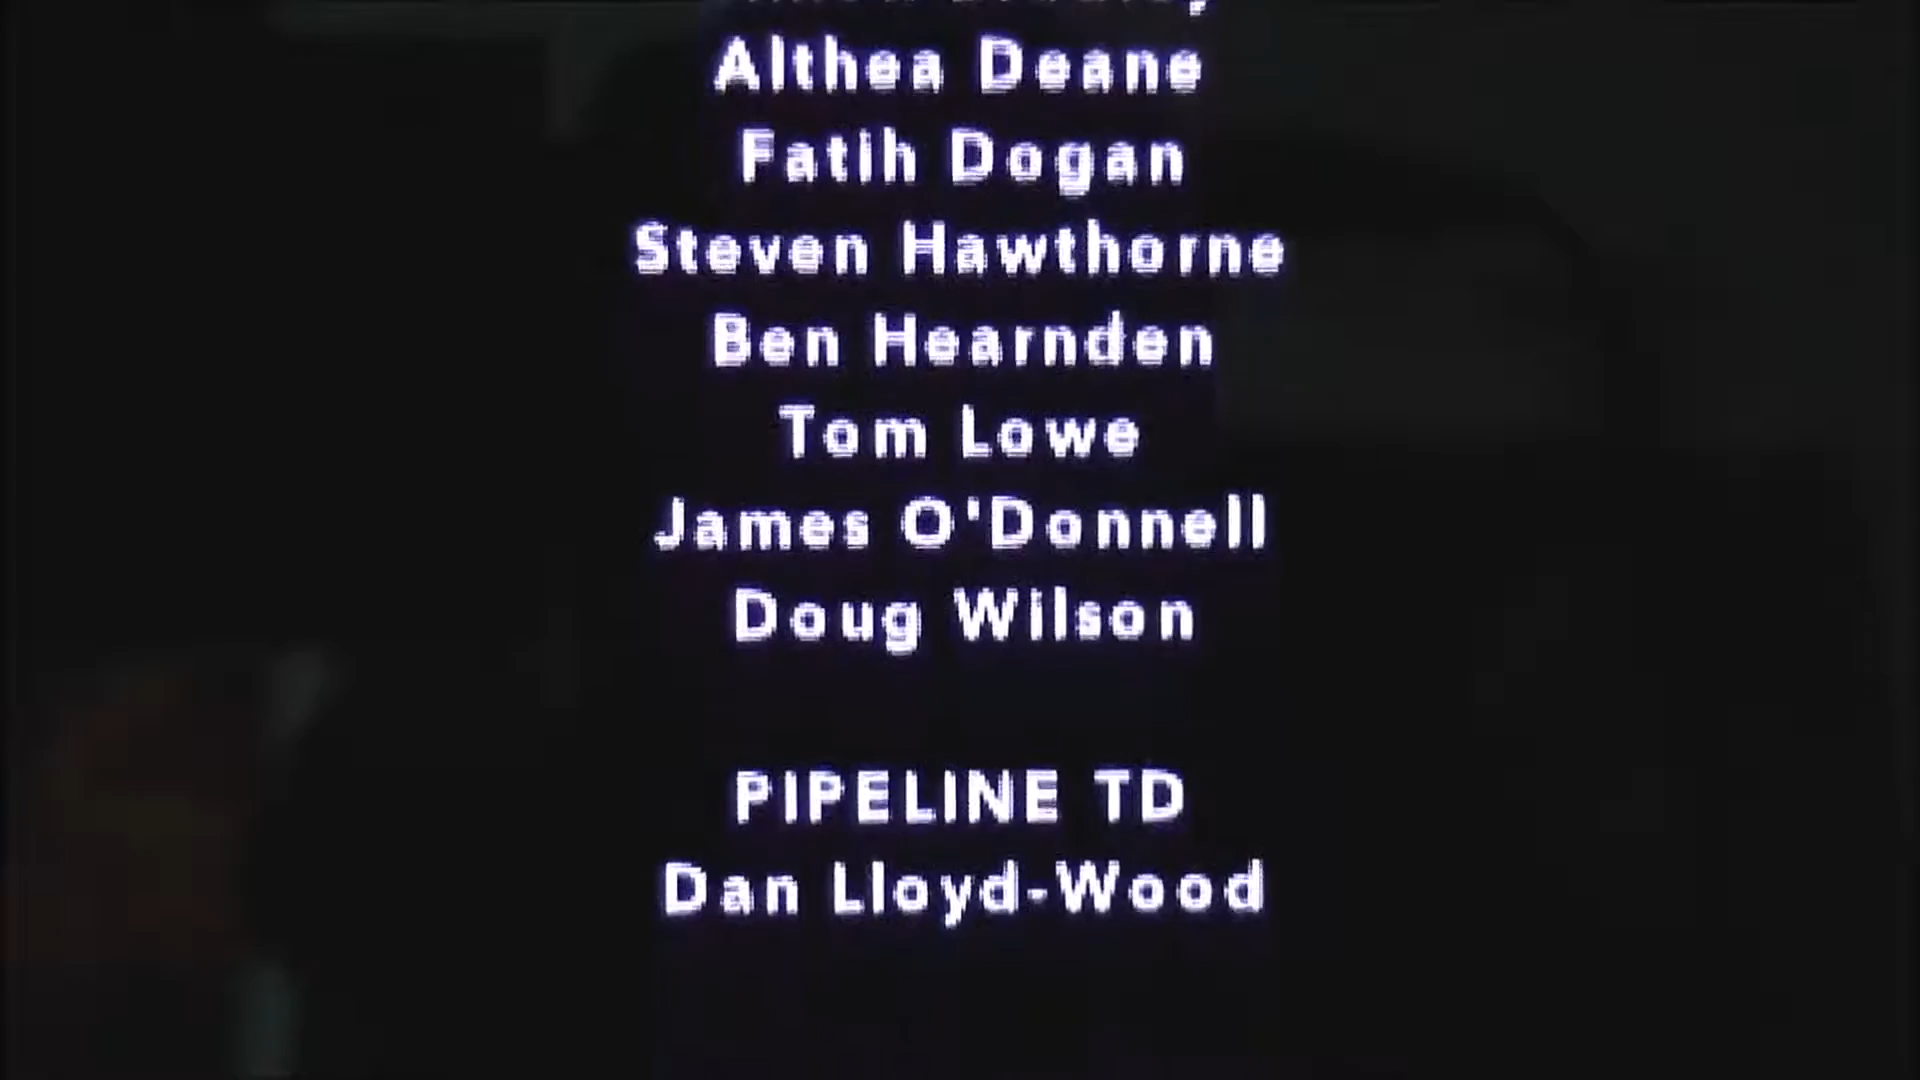 Althea Deane
Fatih Dogan
Steven Hawthorne
Ben Hearnden
Tom Lowe
James O'Donnell
Doug Wilson
PIPELINE TD
Dan Lloyd-Wood